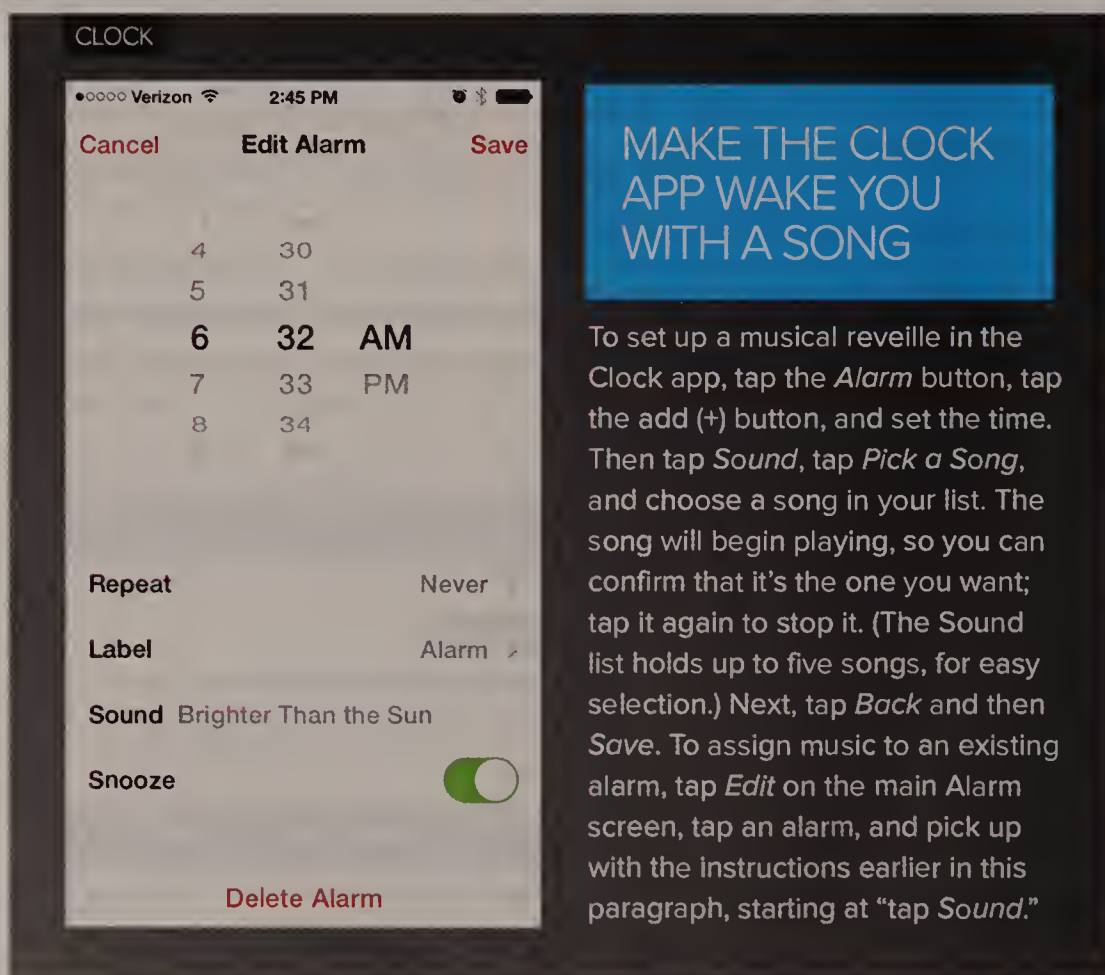 CLOCK
●○○○○ Verizon 2:45 PM
Cancel Edit Alarm Save
4 30
5 31
6 32 AM
7 33 PM
8 34
Repeat Never
Label Alarm >
Sound Brighter Than the Sun
Snooze
Delete Alarm
MAKE THE CLOCK
APP WAKE YOU
WITH A SONG
To set up a musical reveille in the
Clock app, tap the Alarm button, tap
the add (+) button, and set the time.
Then tap Sound, tap Pick a Song,
and choose a song in your list. The
song will begin playing, so you can
confirm that it's the one you want;
tap it again to stop it. (The Sound
list holds up to five songs, for easy
selection.) Next, tap Back and then
Save. To assign music to an existing
alarm, tap Edit on the main Alarm
screen, tap an alarm, and pick up
with the instructions earlier in this
paragraph, starting at “tap Sound.”